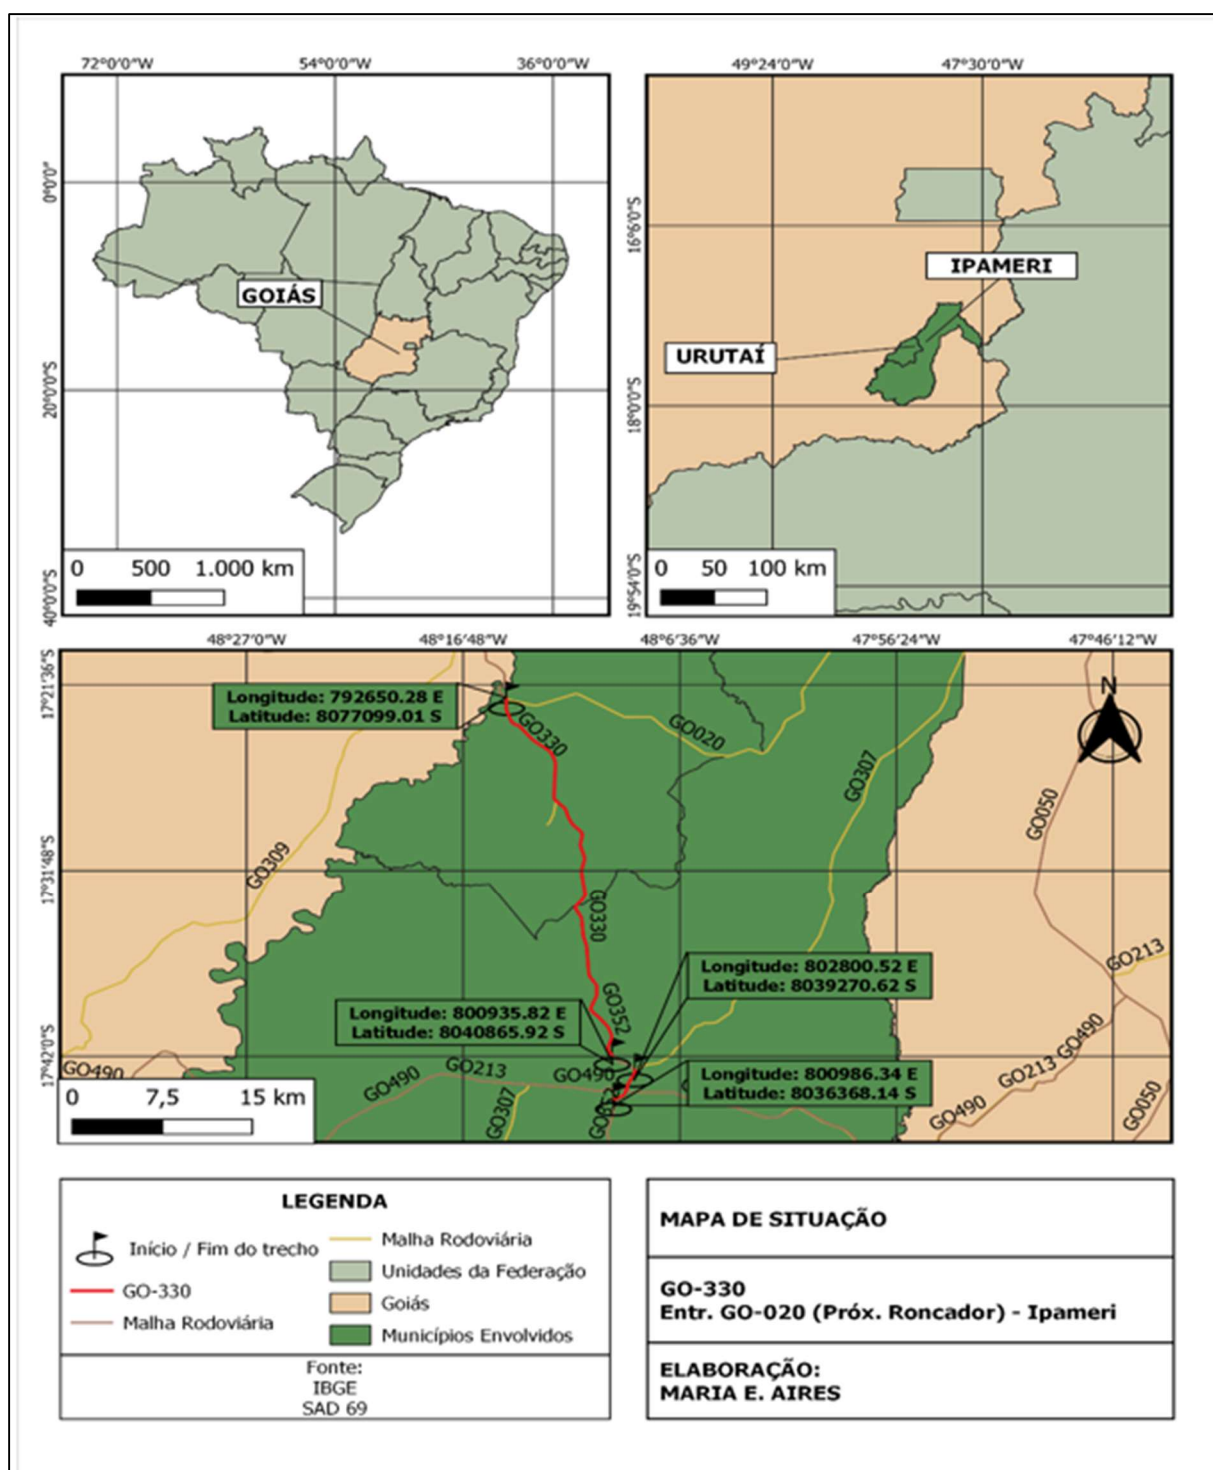 72°0'0"W 54°0'0"W 36°0'0"W
0°0'0"
20°0'0"S
40°0'0"S
GOIÁS
0 500 1.000 km
49°24'0"W 47°30'0"W
16°6'0"S
18°0'0"S
19°54'0"S
IPAMERI
URUTAÍ
0 50 100 km
48°27'0"W 48°16'48"W 48°6'36"W 47°56'24"W 47°46'12"W
17°21'36"S
17°31'48"S
17°42'0"S
Longitude: 792650.28 E
Latitude: 8077099.01 S
N
GO330
GO020
GO307
GO050
GO309
GO330
GO213
Longitude: 802800.52 E
Latitude: 8039270.62 S
GO352
Longitude: 800935.82 E
Latitude: 8040865.92 S
GO490
GO490
GO213
GO490
Longitude: 800986.34 E
Latitude: 8036368.14 S
GO307
GO490
GO213
GO490
GO050
0 7,5 15 km
LEGENDA
Início / Fim do trecho
GO-330
Malha Rodoviária
Malha Rodoviária
Unidades da Federação
Goiás
Municípios Envolvidos
Fonte:
IBGE
SAD 69
MAPA DE SITUAÇÃO
GO-330
Entr. GO-020 (Próx. Roncador) - Ipameri
ELABORAÇÃO:
MARIA E. AIRES